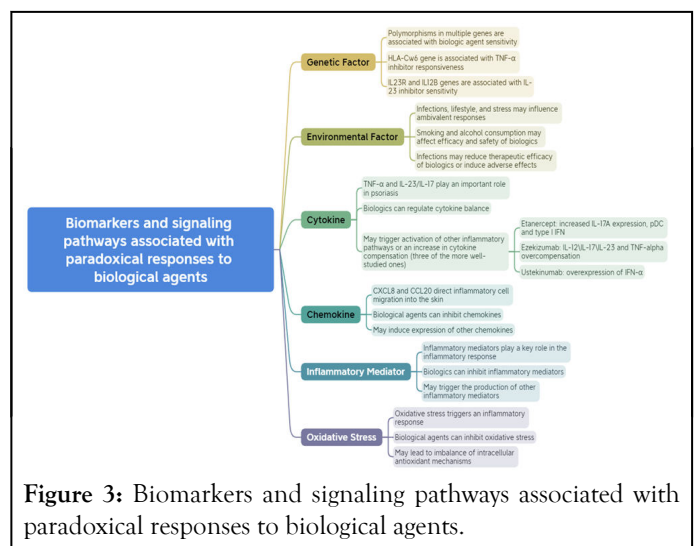 Biomarkers and signaling
pathways associated with
paradoxical responses to
biological agents
Genetic Factor
Polymorphisms in multiple genes are
associated with biologic agent sensitivity
HLA-Cw6 gene is associated with TNF-α
inhibitor responsiveness
IL23R and IL12B genes are associated with IL-
23 inhibitor sensitivity
Environmental Factor
Infections, lifestyle, and stress may influence
ambivalent responses
Smoking and alcohol consumption may
affect efficacy and safety of biologics
Infections may reduce therapeutic efficacy
of biologics or induce adverse effects
Cytokine
TNF-α and IL-23/IL-17 play an important role
in psoriasis
Biologics can regulate cytokine balance
May trigger activation of other inflammatory
pathways or an increase in cytokine
compensation (three of the more well-
studied ones)
Etanercept: increased IL-17A expression, pDC
and type I IFN
Ezekizumab: IL-12\IL-17\IL-23 and TNF-alpha
overcompensation
Ustekinumab: overexpression of IFN-α
Chemokine
CXCL8 and CCL20 direct inflammatory cell
migration into the skin
Biological agents can inhibit chemokines
May induce expression of other chemokines
Inflammatory Mediator
Inflammatory mediators play a key role in the
inflammatory response
Biologics can inhibit inflammatory mediators
May trigger the production of other
inflammatory mediators
Oxidative Stress
Oxidative stress triggers an inflammatory
response
Biological agents can inhibit oxidative stress
May lead to imbalance of intracellular
antioxidant mechanisms
Figure 3: Biomarkers and signaling pathways associated with
paradoxical responses to biological agents.